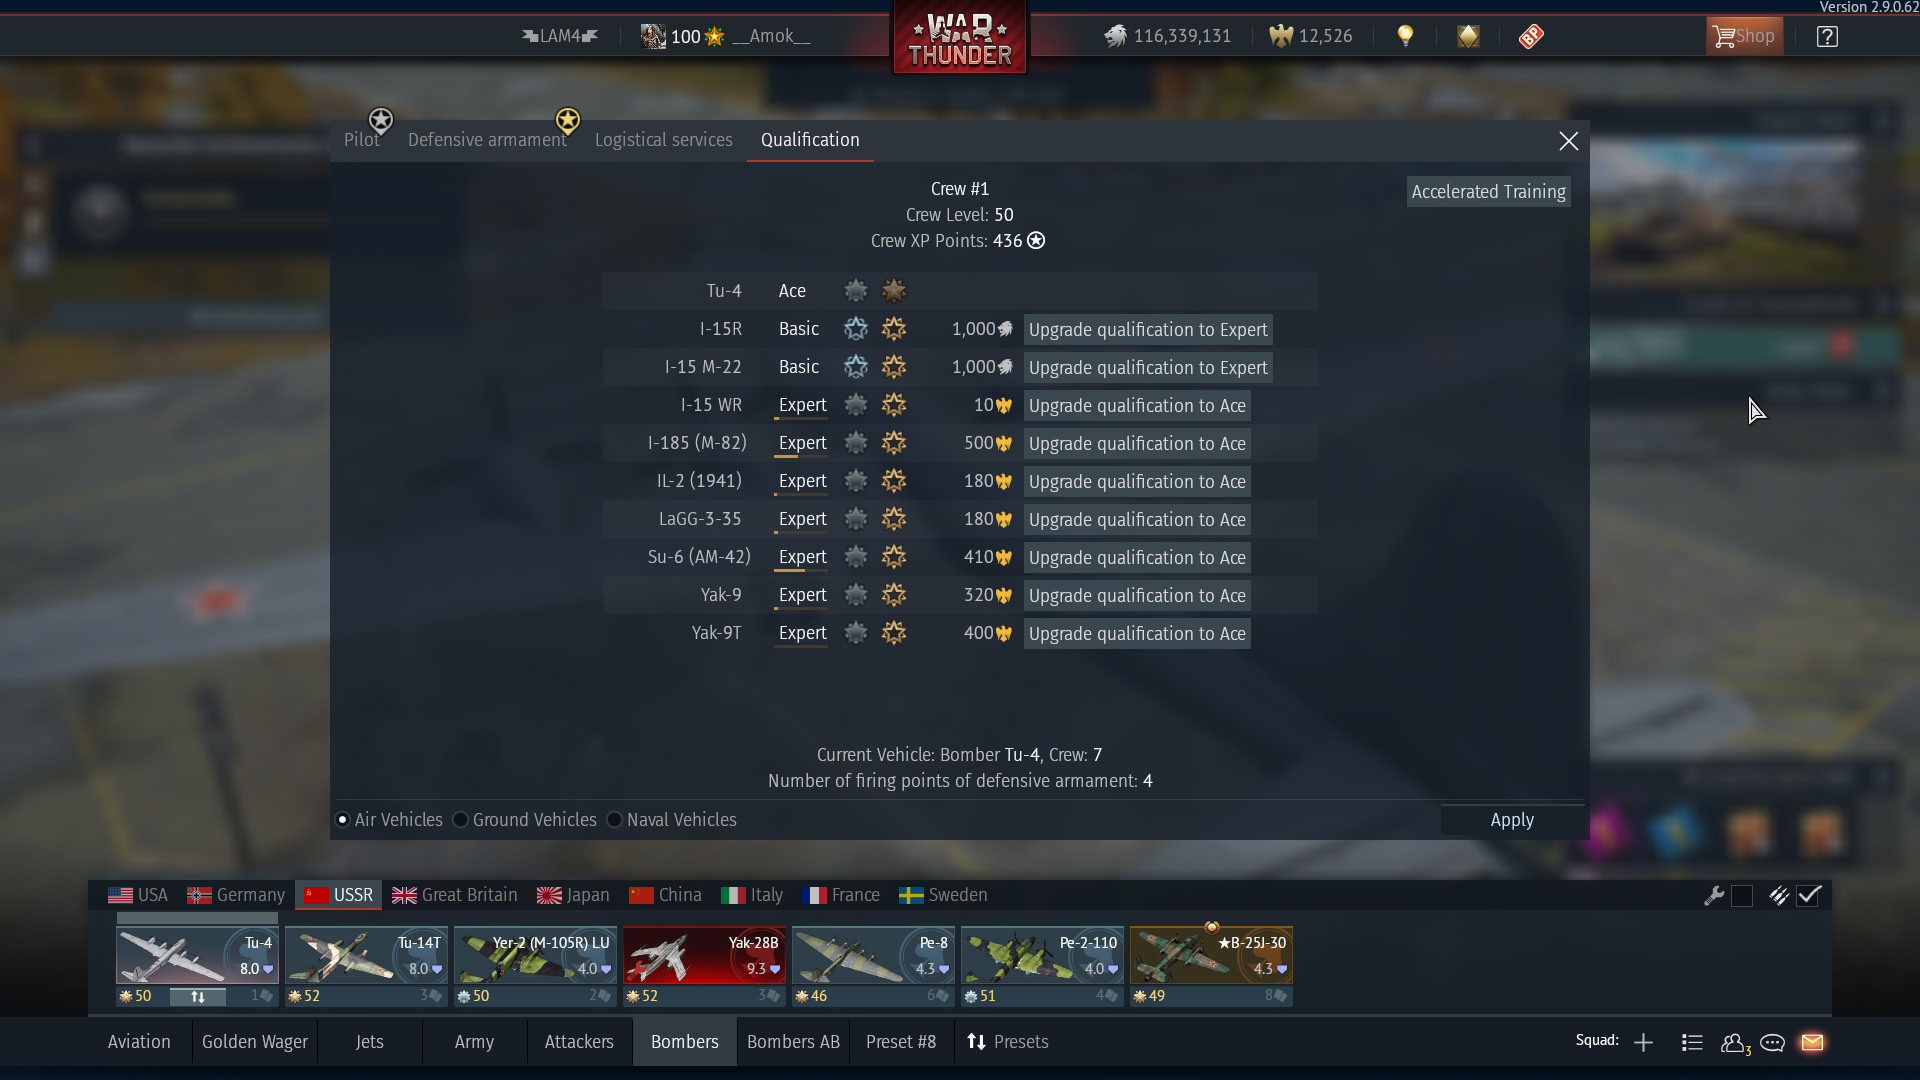 Version 2.9.0.62
LAM4
100 __Amok__
WAR THUNDER
116,339,131
12,526
BP
Shop
?
Pilot
Defensive armament
Logistical services
Qualification
Crew #1
Crew Level: 50
Crew XP Points: 436
Accelerated Training
Tu-4 Ace
I-15R Basic 1,000 Upgrade qualification to Expert
I-15 M-22 Basic 1,000 Upgrade qualification to Expert
I-15 WR Expert 10 Upgrade qualification to Ace
I-185 (M-82) Expert 500 Upgrade qualification to Ace
IL-2 (1941) Expert 180 Upgrade qualification to Ace
LaGG-3-35 Expert 180 Upgrade qualification to Ace
Su-6 (AM-42) Expert 410 Upgrade qualification to Ace
Yak-9 Expert 320 Upgrade qualification to Ace
Yak-9T Expert 400 Upgrade qualification to Ace
Current Vehicle: Bomber Tu-4, Crew: 7
Number of firing points of defensive armament: 4
Air Vehicles Ground Vehicles Naval Vehicles
Apply
USA Germany USSR Great Britain Japan China Italy France Sweden
Tu-4 Tu-14T Yer-2 (M-105R) LU Yak-28B Pe-8 Pe-2-110 ★B-25J-30
8.0 8.0 4.0 9.3 4.3 4.0 4.3
50 1 52 3 50 2 52 3 46 6 51 4 49 8
Aviation Golden Wager Jets Army Attackers Bombers Bombers AB Preset #8 Presets
Squad: + 3